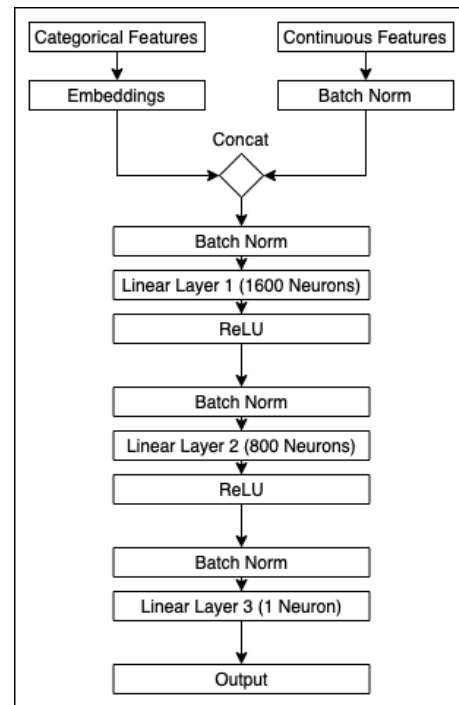 Categorical Features
Continuous Features
Embeddings
Batch Norm
Concat
Batch Norm
Linear Layer 1 (1600 Neurons)
ReLU
Batch Norm
Linear Layer 2 (800 Neurons)
ReLU
Batch Norm
Linear Layer 3 (1 Neuron)
Output